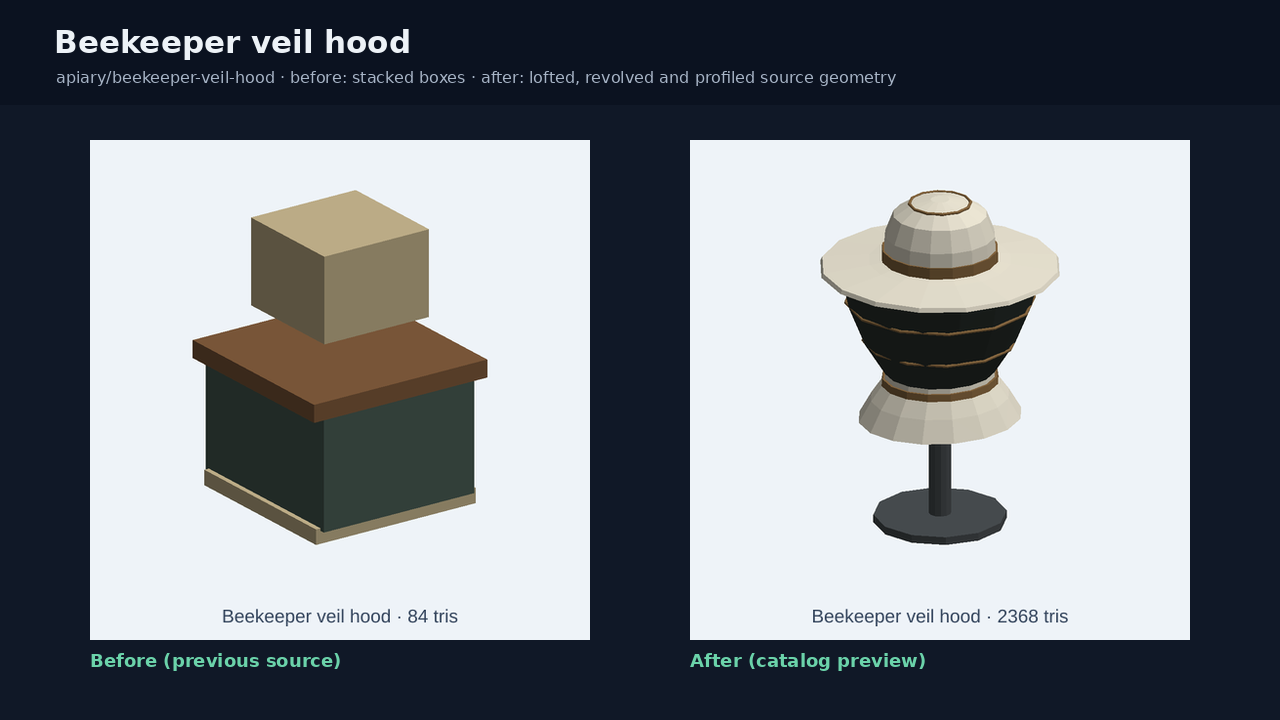 Beekeeper veil hood
apiary/beekeeper-veil-hood · before: stacked boxes · after: lofted, revolved and profiled source geometry
Beekeeper veil hood · 84 tris
Beekeeper veil hood · 2368 tris
Before (previous source)
After (catalog preview)